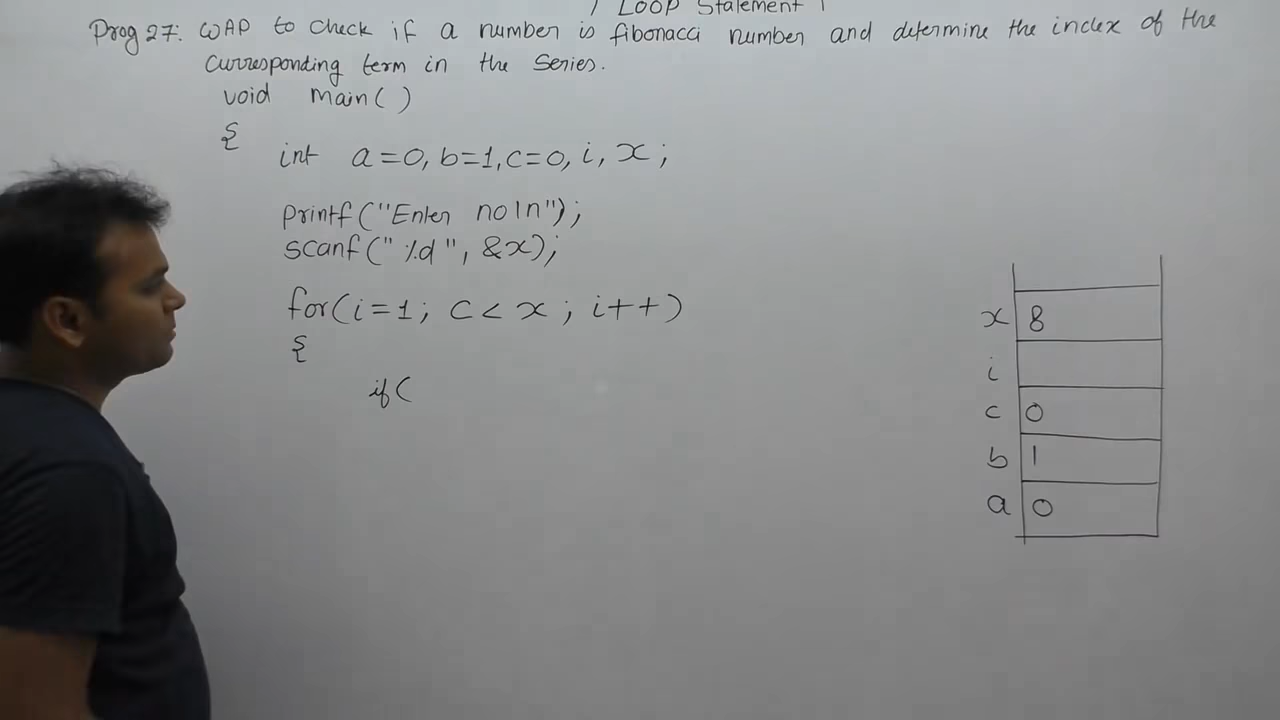 LOOP Statement
Prog 27: WAP to check if a number is fibonacci number and determine the index of the
Curresponding term in the Series.
void main( )
{
int a=0, b=1, c=0, i, x;
printf("Enter no\n");
scanf("%d", &x);
for(i=1; c<x; i++)
{
if(
x 8
i
c 0
b 1
a 0